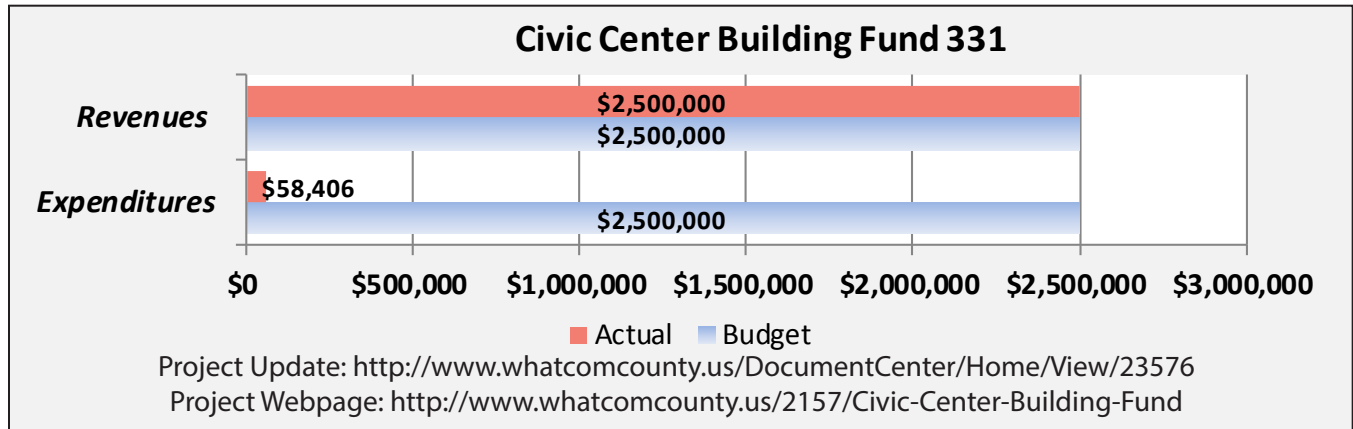 Civic Center Building Fund 331
Revenues
$2,500,000
$2,500,000
Expenditures
$58,406
$2,500,000
$0 $500,000 $1,000,000 $1,500,000 $2,000,000 $2,500,000 $3,000,000
Actual Budget
Project Update: http://www.whatcomcounty.us/DocumentCenter/Home/View/23576
Project Webpage: http://www.whatcomcounty.us/2157/Civic-Center-Building-Fund